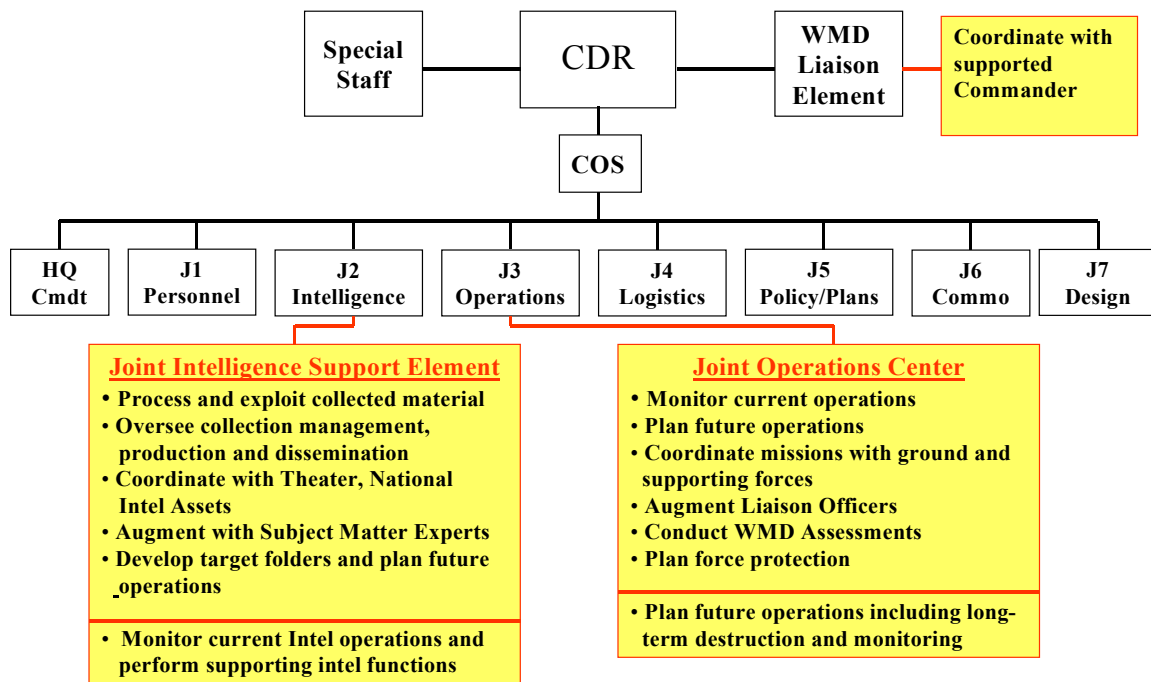 Special
Staff
CDR
WMD
Liaison
Element
Coordinate with
supported
Commander
COS
HQ
Cmdt
J1
Personnel
J2
Intelligence
J3
Operations
J4
Logistics
J5
Policy/Plans
J6
Commo
J7
Design
Joint Intelligence Support Element
• Process and exploit collected material
• Oversee collection management,
production and dissemination
• Coordinate with Theater, National
Intel Assets
• Augment with Subject Matter Experts
• Develop target folders and plan future
operations
• Monitor current Intel operations and
perform supporting intel functions
Joint Operations Center
• Monitor current operations
• Plan future operations
• Coordinate missions with ground and
supporting forces
• Augment Liaison Officers
• Conduct WMD Assessments
• Plan force protection
• Plan future operations including long-
term destruction and monitoring